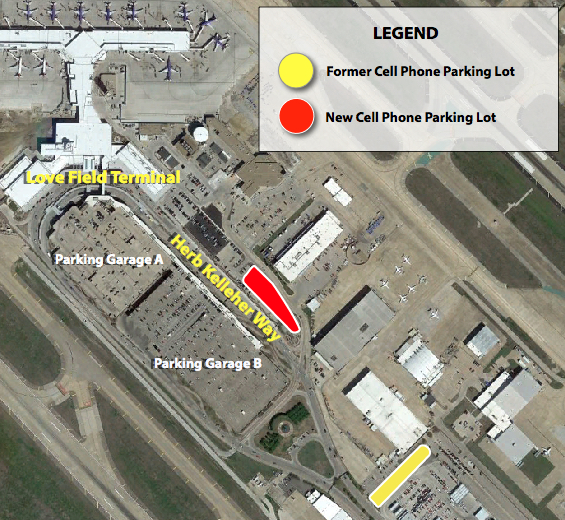 LEGEND
Former Cell Phone Parking Lot
New Cell Phone Parking Lot
Love Field Terminal
Parking Garage A
Herb Kelleher Way
Parking Garage B